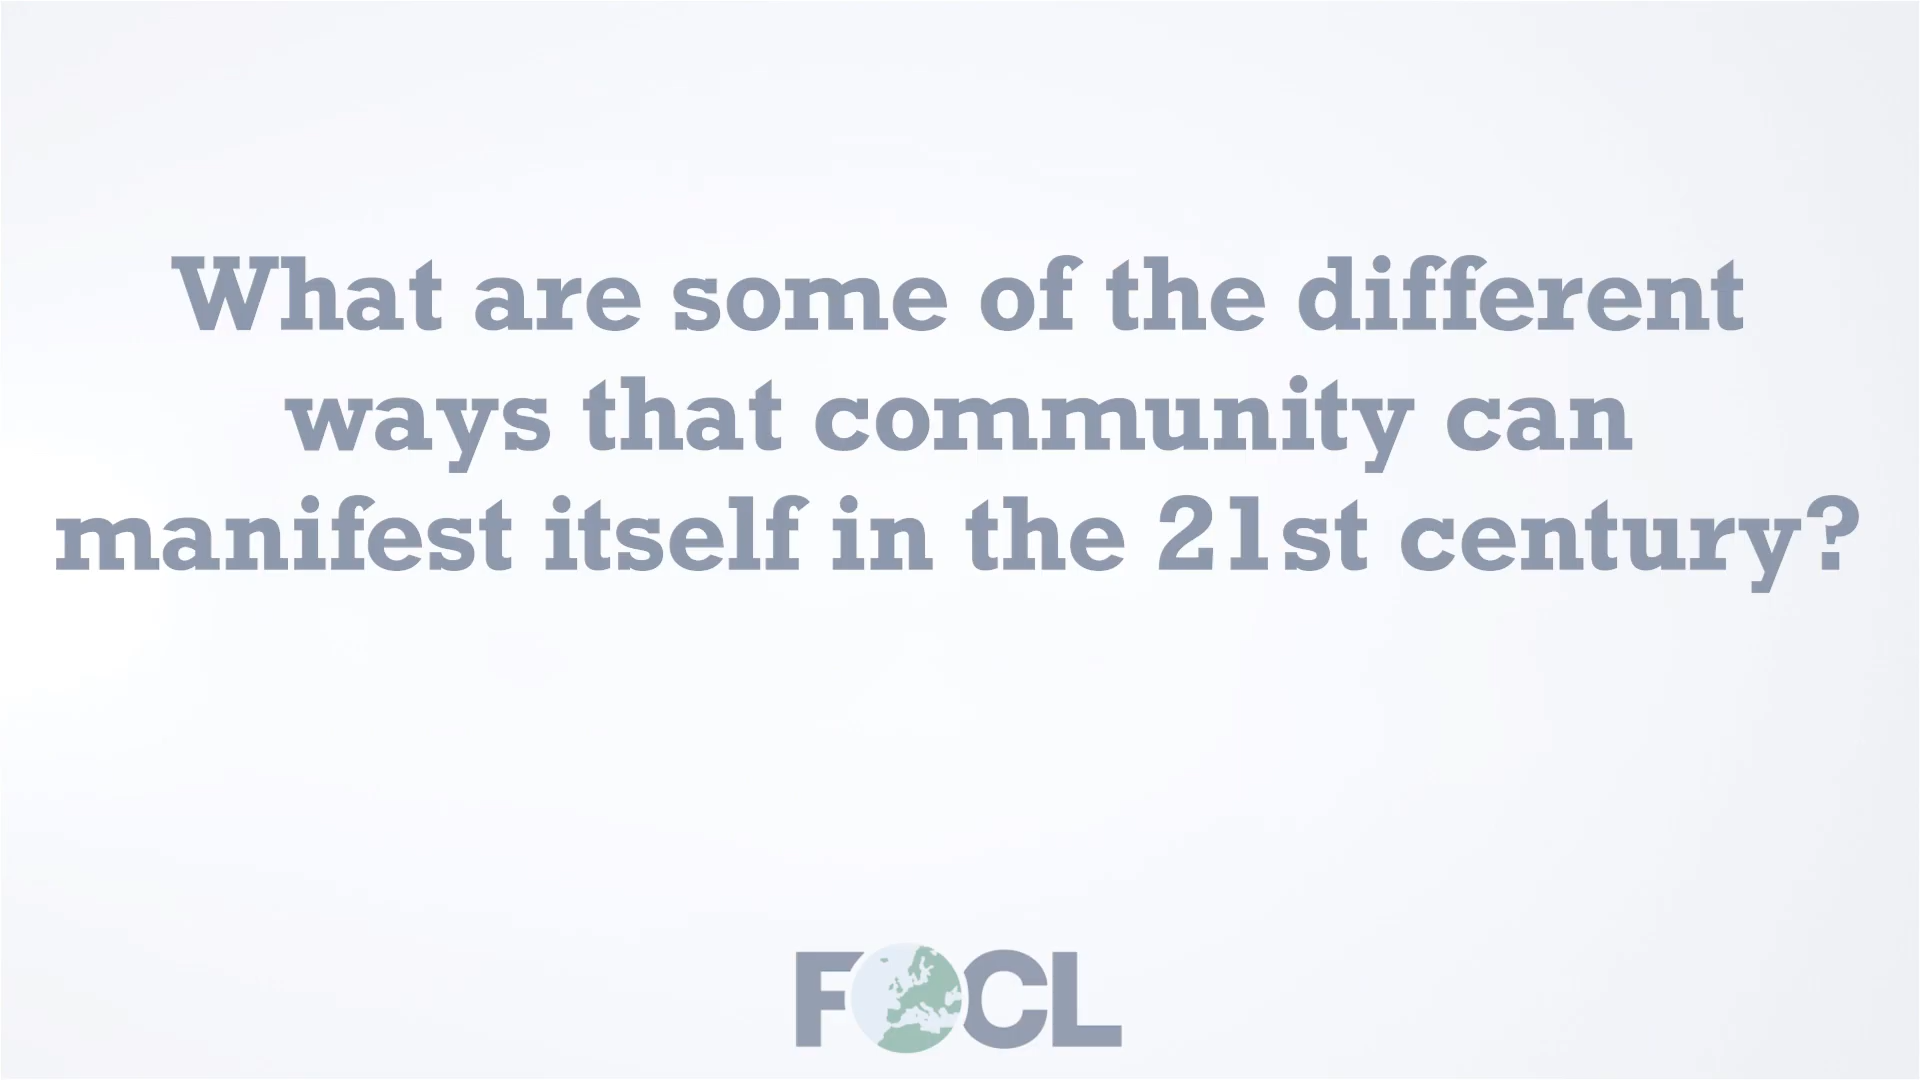 What are some of the different
ways that community can
manifest itself in the 21st century?
FOCL